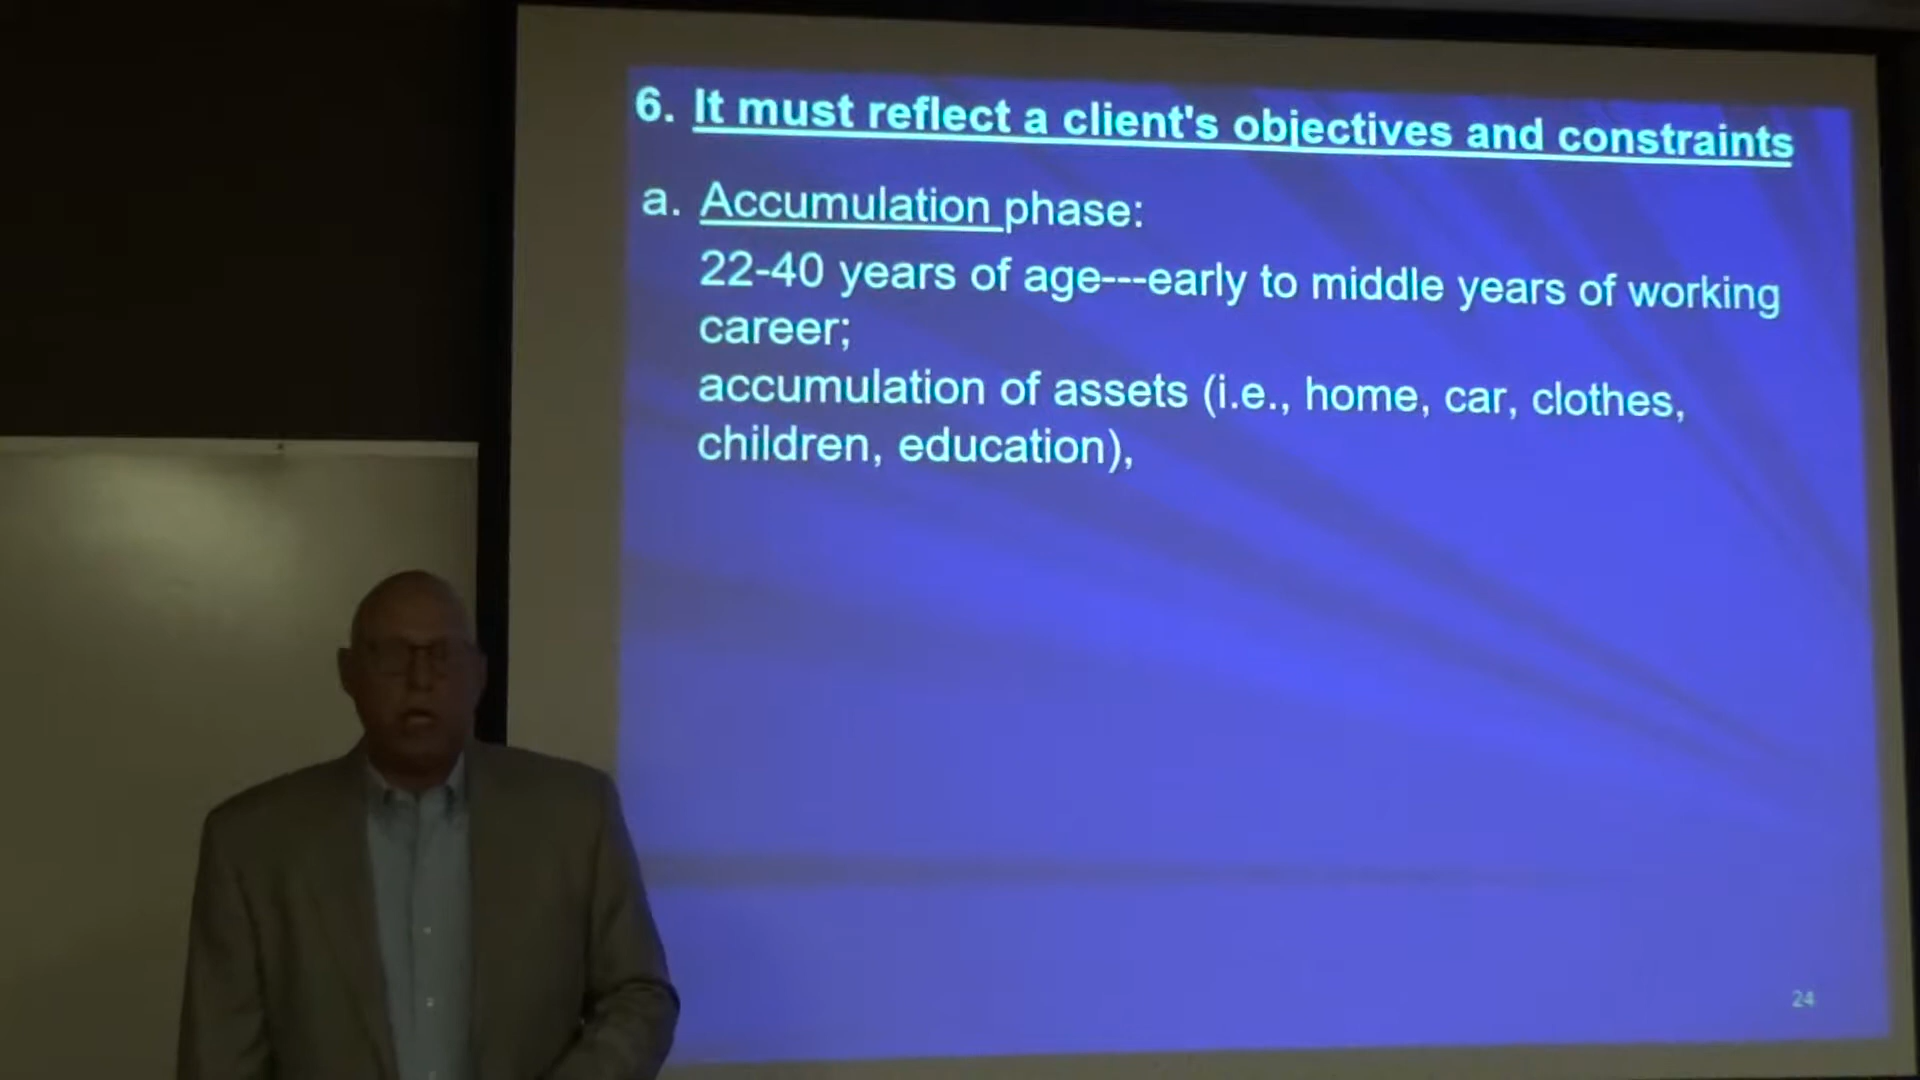 6. It must reflect a client's objectives and constraints
a. Accumulation phase:
22-40 years of age---early to middle years of working
career;
accumulation of assets (i.e., home, car, clothes,
children, education),
24